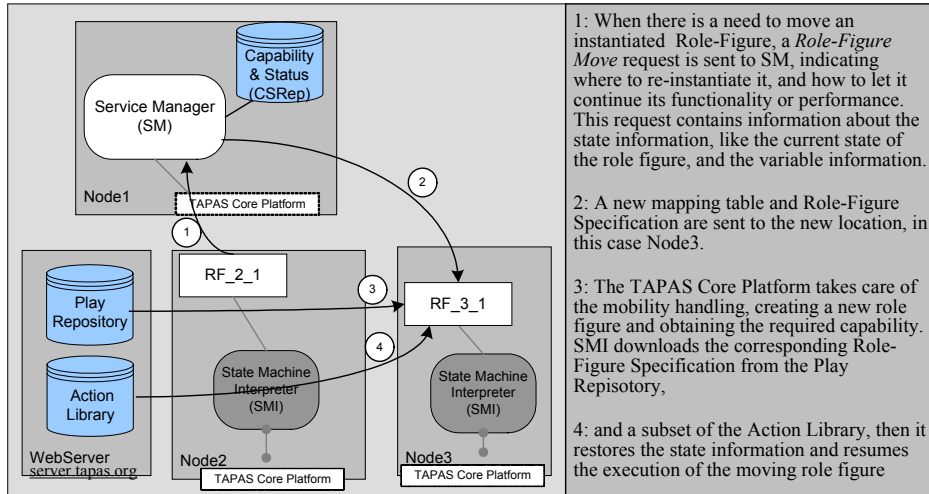 Capability
& Status
(CSRep)
Service Manager
(SM)
2
Node1
TAPAS Core Platform
1
RF_2_1
Play
Repository
3
RF_3_1
4
State Machine
Interpreter
(SMI)
State Machine
Interpreter
(SMI)
Action
Library
WebServer
server.tapas.org
Node2
Node3
TAPAS Core Platform
TAPAS Core Platform
1: When there is a need to move an
instantiated Role-Figure, a Role-Figure
Move request is sent to SM, indicating
where to re-instantiate it, and how to let it
continue its functionality or performance.
This request contains information about the
state information, like the current state of
the role figure, and the variable information.
2: A new mapping table and Role-Figure
Specification are sent to the new location, in
this case Node3.
3: The TAPAS Core Platform takes care of
the mobility handling, creating a new role
figure and obtaining the required capability.
SMI downloads the corresponding Role-
Figure Specification from the Play
Repisotory,
4: and a subset of the Action Library, then it
restores the state information and resumes
the execution of the moving role figure